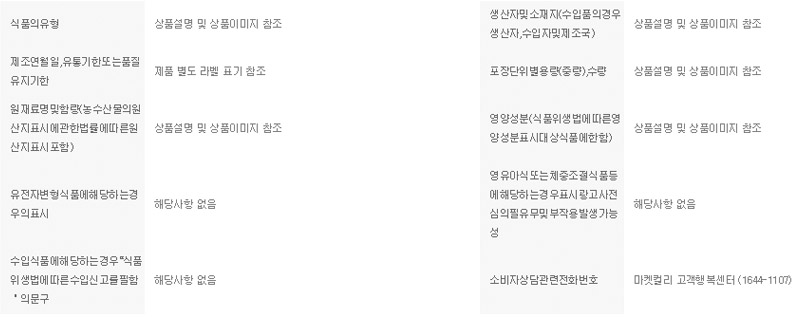 식품의유형
상품설명 및 상품이미지 참조
생산자및소재지(수입품의경우
생산자,수입자및제조국)
상품설명 및 상품이미지 참조
제조연월일,유통기한또는품질
유지기한
제품 별도 라벨 표기 참조
포장단위별용량(중량),수량
상품설명 및 상품이미지 참조
원재료명및함량(농수산물의원
산지표시에관한법률에따른원
산지표시포함)
상품설명 및 상품이미지 참조
영양성분(식품위생법에따른영
양성분표시대상식품에한함)
상품설명 및 상품이미지 참조
유전자변형식품에해당하는경
우의표시
해당사항 없음
영유아식또는체중조절식품등
에해당하는경우표시광고사전
심의필유무및부작용발생가능
성
해당사항 없음
수입식품에해당하는경우“식품
위생법에따른수입신고를필함
" 의문구
해당사항 없음
소비자상담관련전화번호
마켓컬리 고객행복센터 (1644-1107)